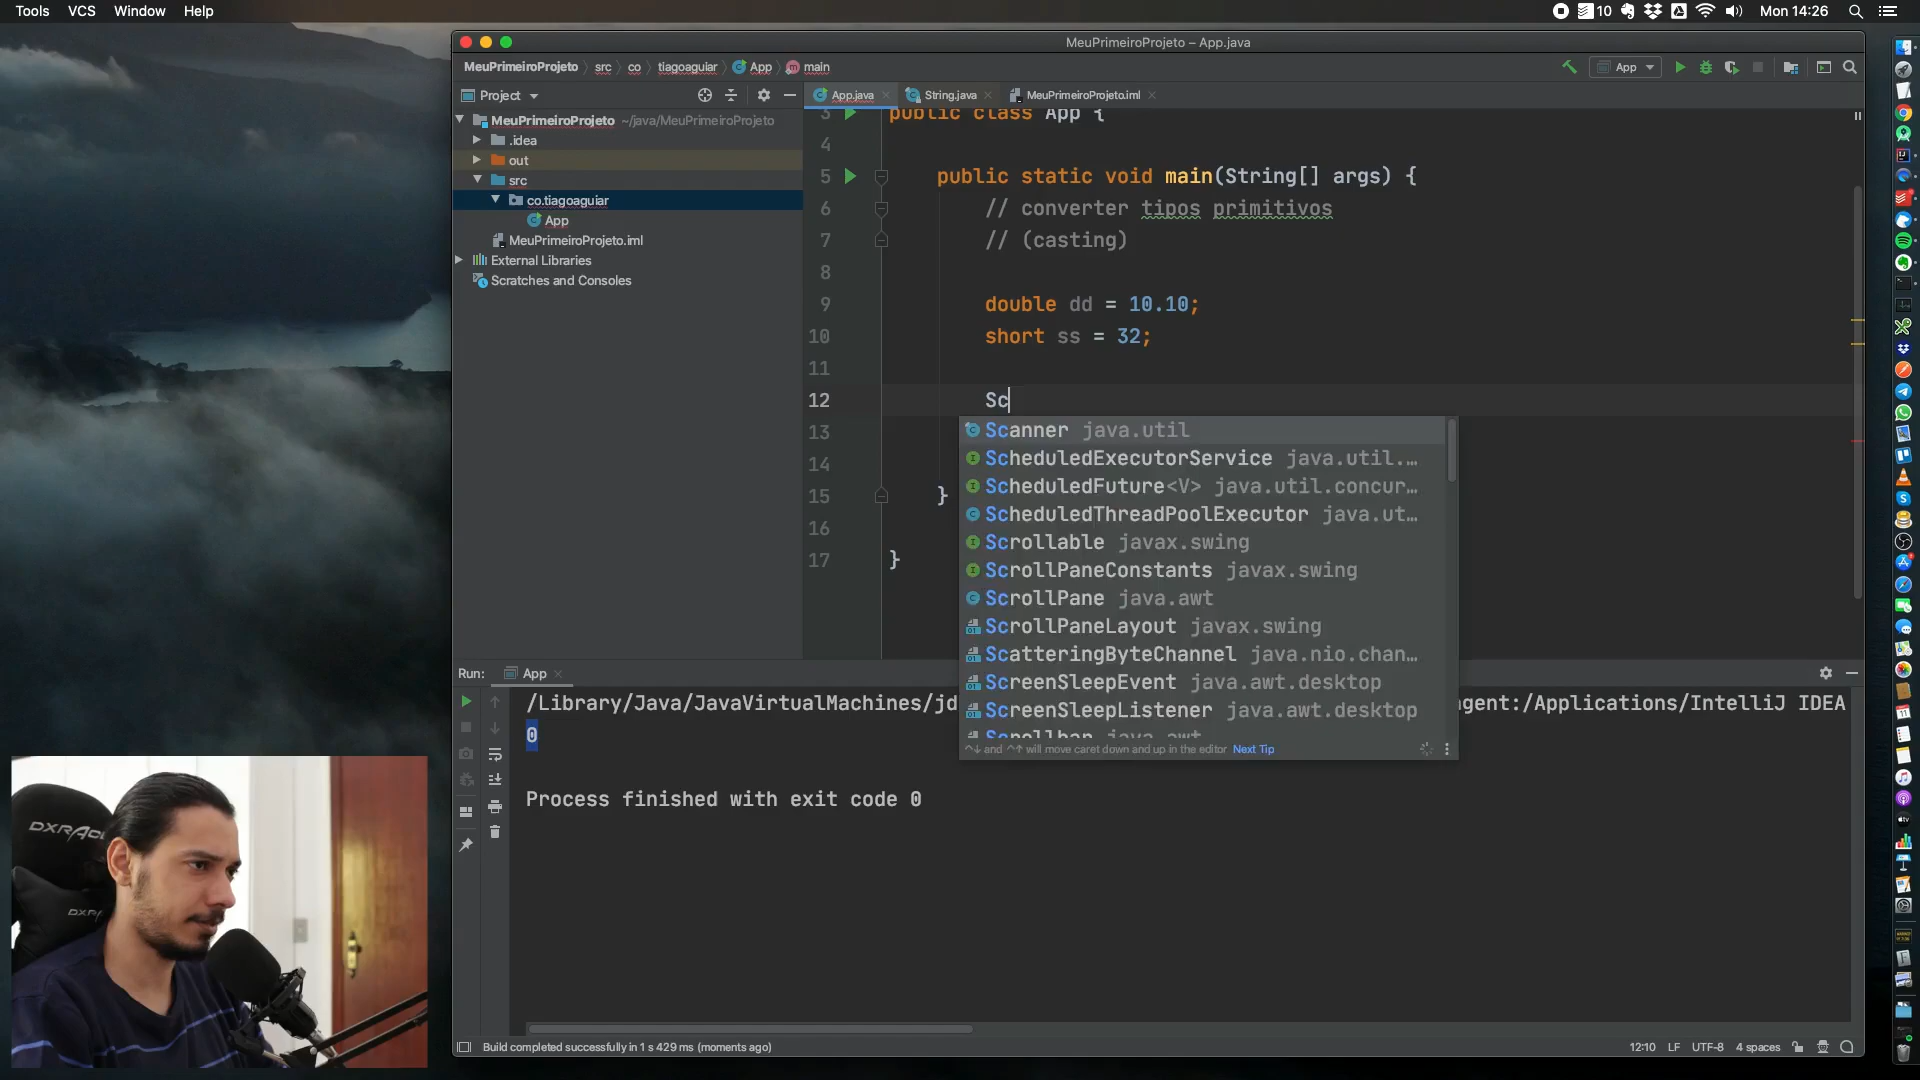 Tools VCS Window Help
10 Mon 14:26
MeuPrimeiroProjeto – App.java
MeuPrimeiroProjeto src co tiagoaguiar App main
App
Project
App.java String.java MeuPrimeiroProjeto.iml
MeuPrimeiroProjeto ~/java/MeuPrimeiroProjeto
.idea
out
src
co.tiagoaguiar
App
MeuPrimeiroProjeto.iml
External Libraries
Scratches and Consoles
3 public class App {
4
5 public static void main(String[] args) {
6 // converter tipos primitivos
7 // (casting)
8
9 double dd = 10.10;
10 short ss = 32;
11
12 Sc
13
14
15 }
16
17 }
Scanner java.util
ScheduledExecutorService java.util.…
ScheduledFuture<V> java.util.concur…
ScheduledThreadPoolExecutor java.ut…
Scrollable javax.swing
ScrollPaneConstants javax.swing
ScrollPane java.awt
ScrollPaneLayout javax.swing
ScatteringByteChannel java.nio.chan…
ScreenSleepEvent java.awt.desktop
ScreenSleepListener java.awt.desktop
Scrollbar java.awt
^↓ and ^↑ will move caret down and up in the editor Next Tip
Run: App
/Library/Java/JavaVirtualMachines/jd gent:/Applications/IntelliJ IDEA
0
Process finished with exit code 0
DXRACE
DXR
Build completed successfully in 1 s 429 ms (moments ago)
12:10 LF UTF-8 4 spaces